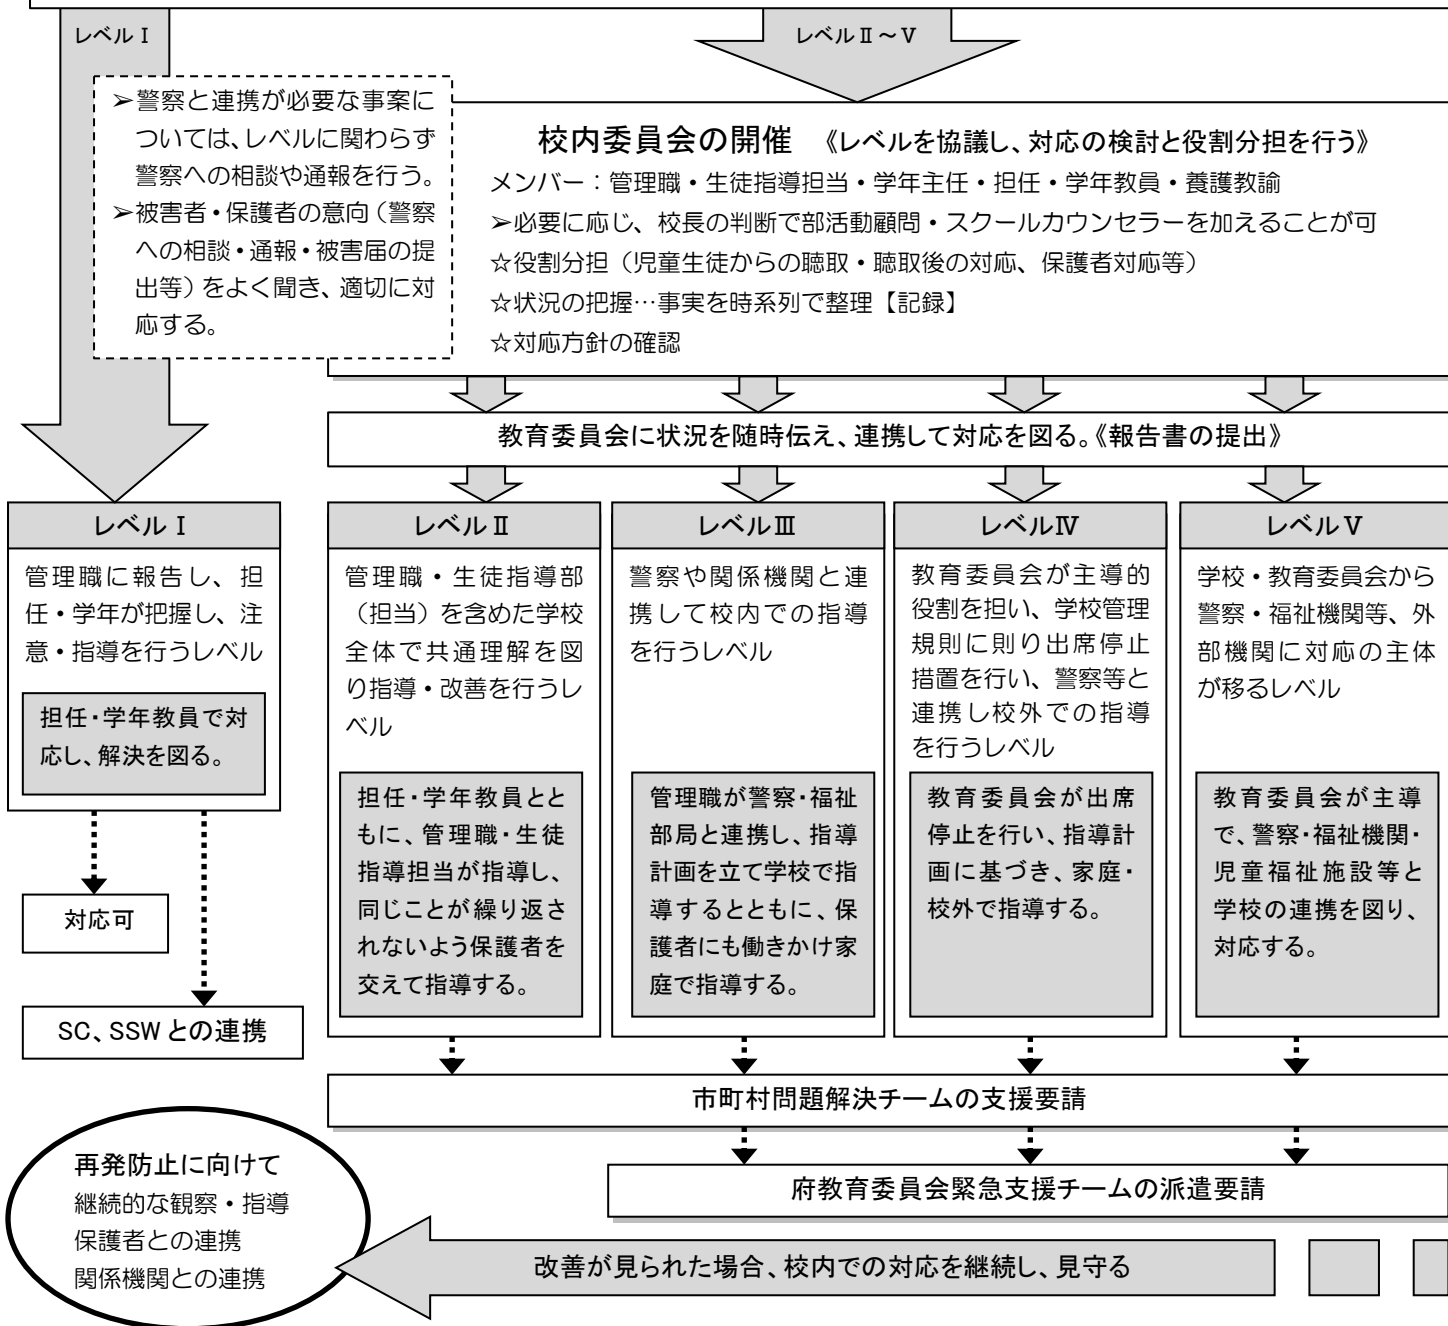 レベルⅠ
レベルⅡ～Ⅴ
➢警察と連携が必要な事案に
ついては、レベルに関わらず
警察への相談や通報を行う。
➢被害者・保護者の意向（警察
への相談・通報・被害届の提
出等）をよく聞き、適切に対
応する。
校内委員会の開催　《レベルを協議し、対応の検討と役割分担を行う》
メンバー：管理職・生徒指導担当・学年主任・担任・学年教員・養護教諭
➢必要に応じ、校長の判断で部活動顧問・スクールカウンセラーを加えることが可
☆役割分担（児童生徒からの聴取・聴取後の対応、保護者対応等）
☆状況の把握…事実を時系列で整理【記録】
☆対応方針の確認
教育委員会に状況を随時伝え、連携して対応を図る。《報告書の提出》
レベルⅠ
管理職に報告し、担
任・学年が把握し、注
意・指導を行うレベル
担任・学年教員で対
応し、解決を図る。
対応可
SC、SSWとの連携
レベルⅡ
管理職・生徒指導部
（担当）を含めた学校
全体で共通理解を図
り指導・改善を行うレ
ベル
担任・学年教員とと
もに、管理職・生徒
指導担当が指導し、
同じことが繰り返さ
れないよう保護者を
交えて指導する。
レベルⅢ
警察や関係機関と連
携して校内での指導
を行うレベル
管理職が警察・福祉
部局と連携し、指導
計画を立て学校で指
導するとともに、保
護者にも働きかけ家
庭で指導する。
レベルⅣ
教育委員会が主導的
役割を担い、学校管理
規則に則り出席停止
措置を行い、警察等と
連携し校外での指導
を行うレベル
教育委員会が出席
停止を行い、指導計
画に基づき、家庭・
校外で指導する。
レベルⅤ
学校・教育委員会から
警察・福祉機関等、外
部機関に対応の主体
が移るレベル
教育委員会が主導
で、警察・福祉機関・
児童福祉施設等と
学校の連携を図り、
対応する。
市町村問題解決チームの支援要請
府教育委員会緊急支援チームの派遣要請
再発防止に向けて
継続的な観察・指導
保護者との連携
関係機関との連携
改善が見られた場合、校内での対応を継続し、見守る